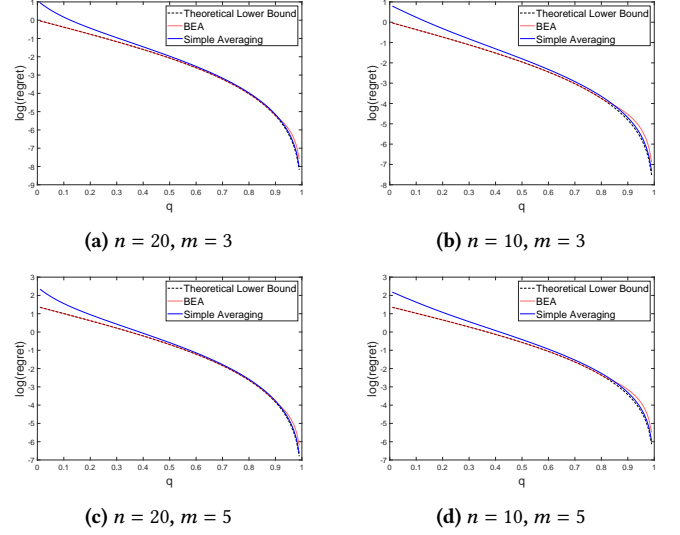 1
0
-1
-2
-3
-4
-5
-6
-7
-8
-9
log(regret)
0 0.1 0.2 0.3 0.4 0.5 0.6 0.7 0.8 0.9 1
q
Theoretical Lower Bound
BEA
Simple Averaging
(a) n = 20, m = 3
1
0
-1
-2
-3
-4
-5
-6
-7
-8
log(regret)
0 0.1 0.2 0.3 0.4 0.5 0.6 0.7 0.8 0.9 1
q
Theoretical Lower Bound
BEA
Simple Averaging
(b) n = 10, m = 3
3
2
1
0
-1
-2
-3
-4
-5
-6
-7
log(regret)
0 0.1 0.2 0.3 0.4 0.5 0.6 0.7 0.8 0.9 1
q
Theoretical Lower Bound
BEA
Simple Averaging
(c) n = 20, m = 5
3
2
1
0
-1
-2
-3
-4
-5
-6
-7
log(regret)
0 0.1 0.2 0.3 0.4 0.5 0.6 0.7 0.8 0.9 1
q
Theoretical Lower Bound
BEA
Simple Averaging
(d) n = 10, m = 5